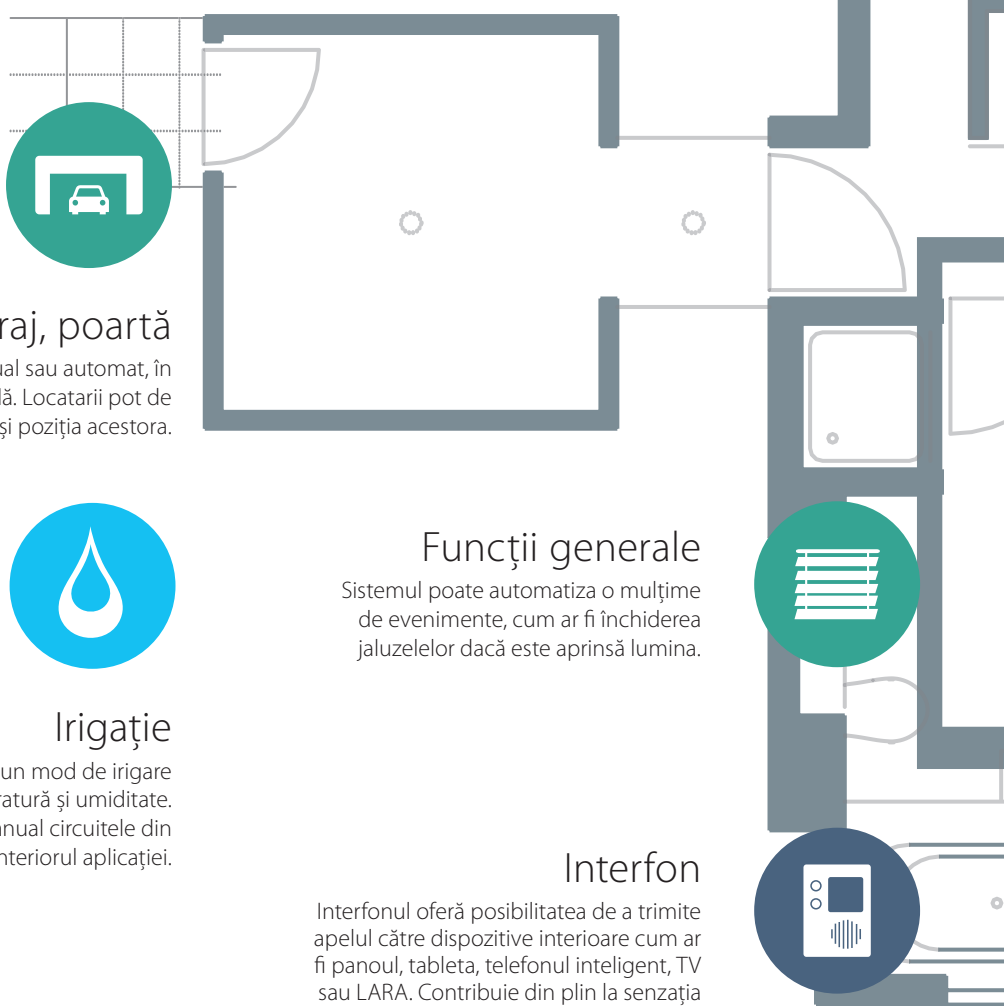 raj, poartă
ual sau automat, în
lă. Locatarii pot de
și poziția acestora.
Irigație
un mod de irigare
ratură și umiditate.
anual circuitele din
nteriorul aplicației.
Funcții generale
Sistemul poate automatiza o mulțime
de evenimente, cum ar fi închiderea
jaluzelelor dacă este aprinsă lumina.
Interfon
Interfonul oferă posibilitatea de a trimite
apelul către dispozitive interioare cum ar
fi panoul, tableta, telefonul inteligent, TV
sau LARA. Contribuie din plin la senzația